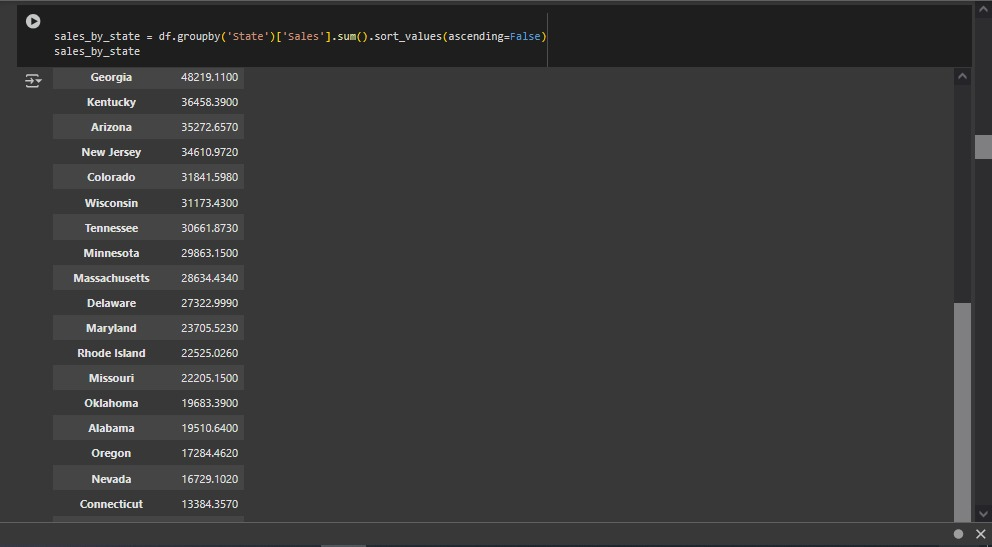 sales_by_state = df.groupby('State')['Sales'].sum().sort_values(ascending=False)
sales_by_state
Georgia 48219.1100
Kentucky 36458.3900
Arizona 35272.6570
New Jersey 34610.9720
Colorado 31841.5980
Wisconsin 31173.4300
Tennessee 30661.8730
Minnesota 29863.1500
Massachusetts 28634.4340
Delaware 27322.9990
Maryland 23705.5230
Rhode Island 22525.0260
Missouri 22205.1500
Oklahoma 19683.3900
Alabama 19510.6400
Oregon 17284.4620
Nevada 16729.1020
Connecticut 13384.3570